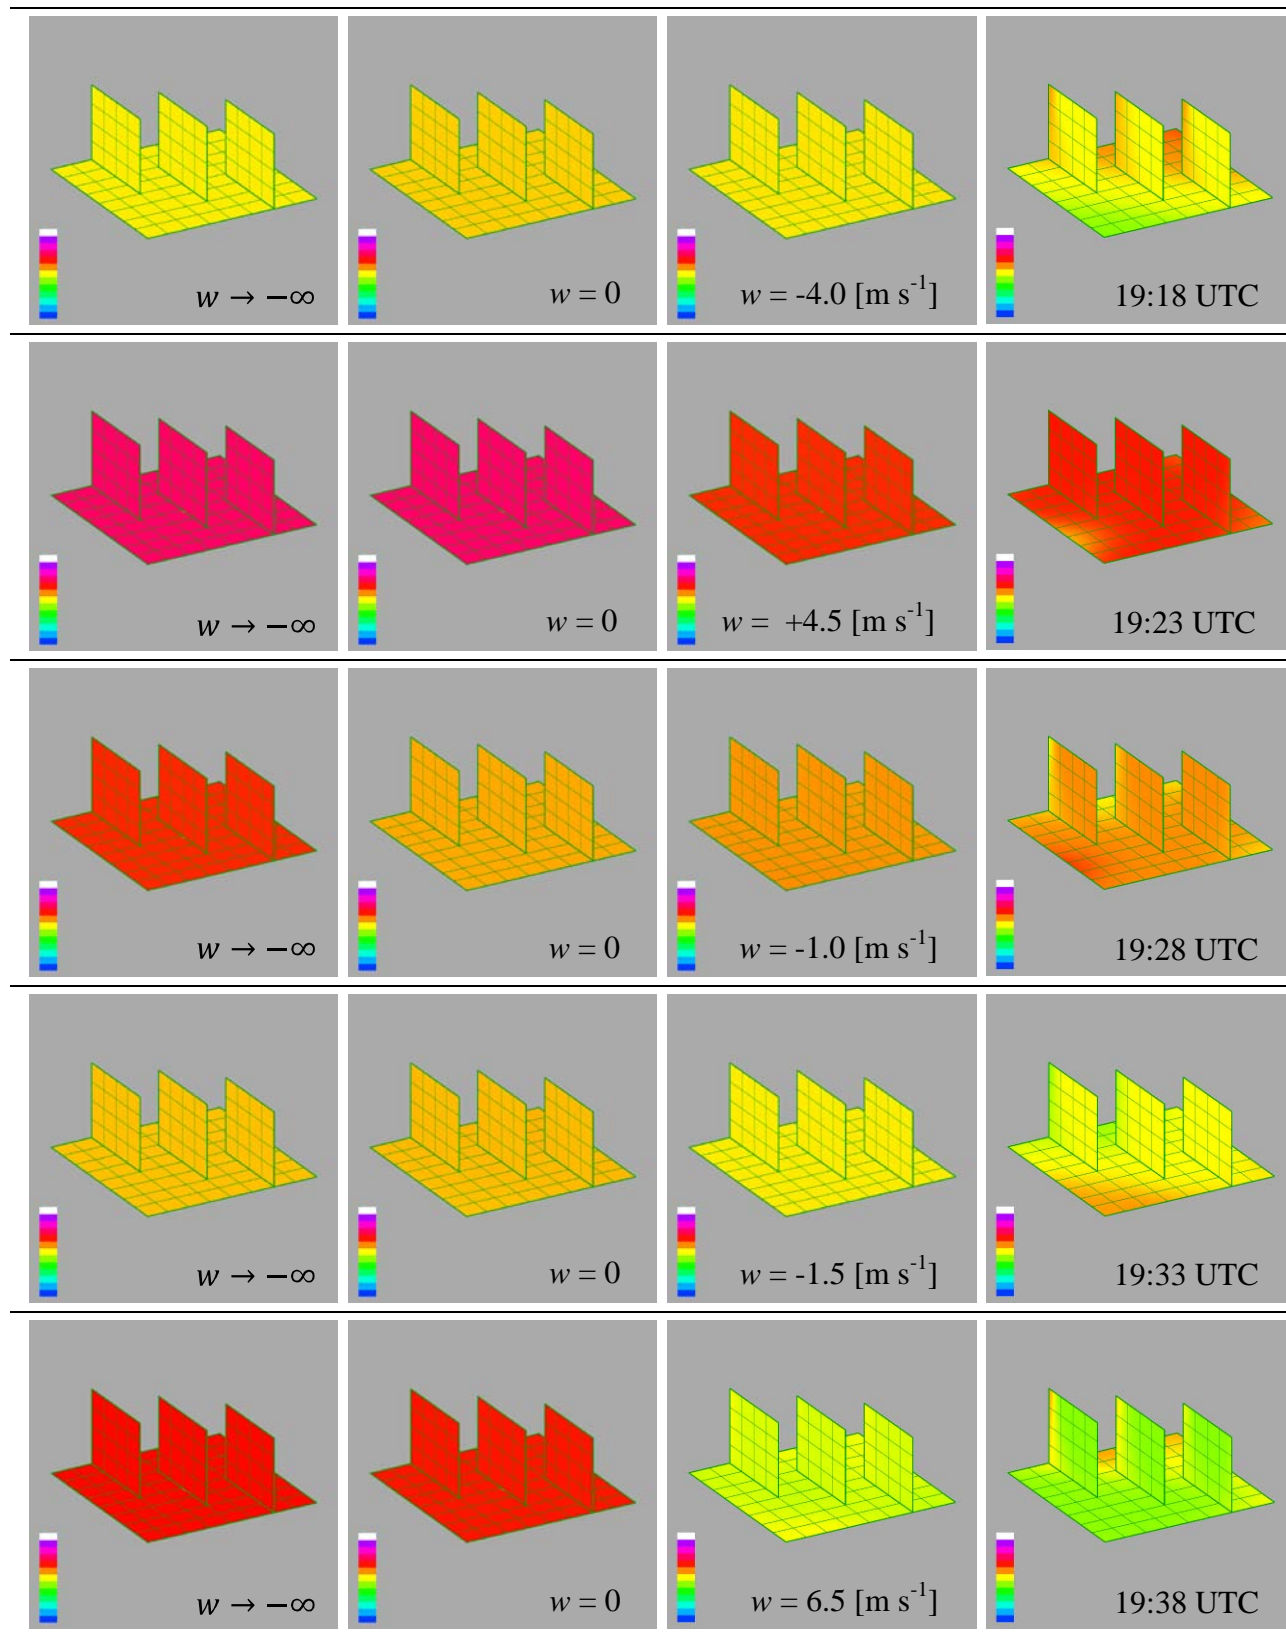 w → −∞
w = 0
w = -4.0 [m s⁻¹]
19:18 UTC
w → −∞
w = 0
w = +4.5 [m s⁻¹]
19:23 UTC
w → −∞
w = 0
w = -1.0 [m s⁻¹]
19:28 UTC
w → −∞
w = 0
w = -1.5 [m s⁻¹]
19:33 UTC
w → −∞
w = 0
w = 6.5 [m s⁻¹]
19:38 UTC